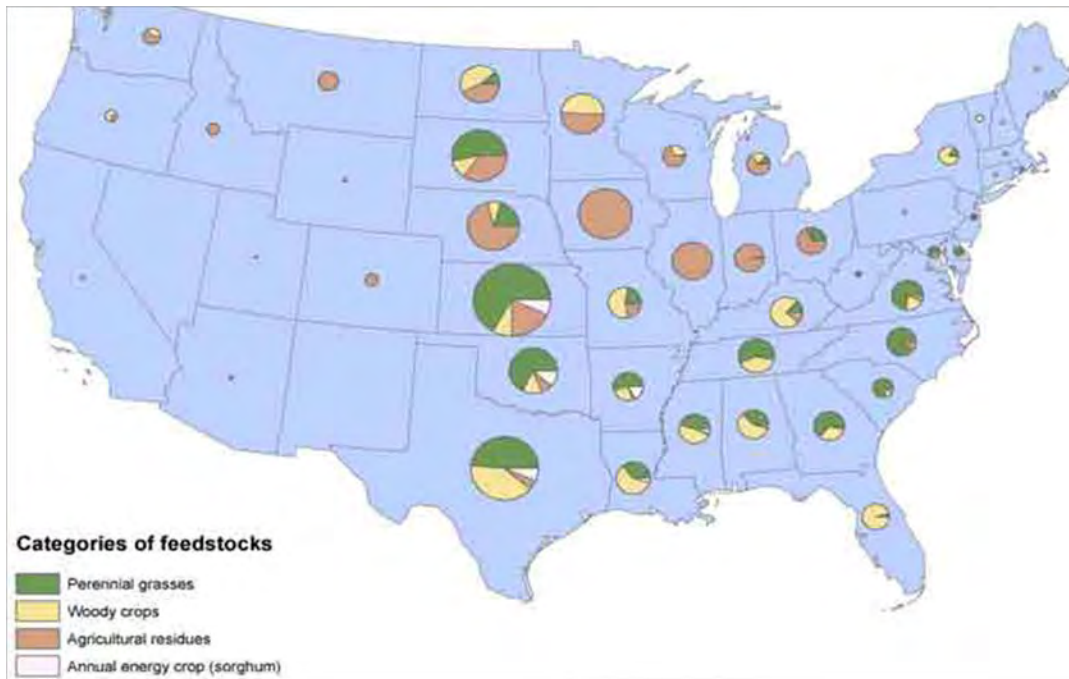 Categories of feedstocks
Perennial grasses
Woody crops
Agricultural residues
Annual energy crop (sorghum)